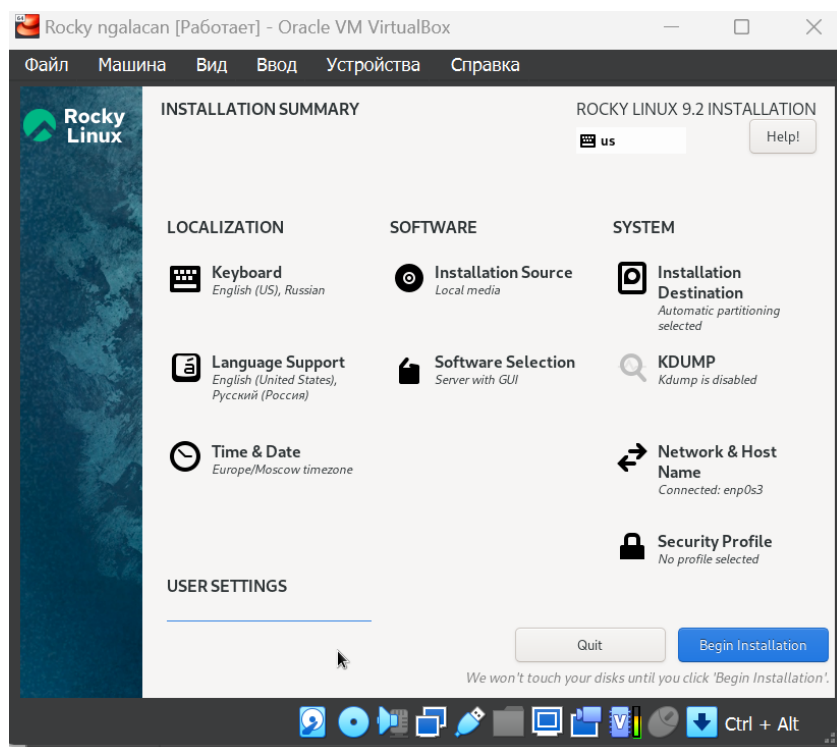 Rocky ngalacan [Работает] - Oracle VM VirtualBox
Файл Машина Вид Ввод Устройства Справка
Rocky
Linux
INSTALLATION SUMMARY
ROCKY LINUX 9.2 INSTALLATION
us
Help!
LOCALIZATION
Keyboard
English (US), Russian
Language Support
English (United States),
Русский (Россия)
Time & Date
Europe/Moscow timezone
SOFTWARE
Installation Source
Local media
Software Selection
Server with GUI
SYSTEM
Installation
Destination
Automatic partitioning
selected
KDUMP
Kdump is disabled
Network & Host
Name
Connected: enp0s3
Security Profile
No profile selected
USER SETTINGS
Quit
Begin Installation
We won't touch your disks until you click 'Begin Installation'.
Ctrl + Alt